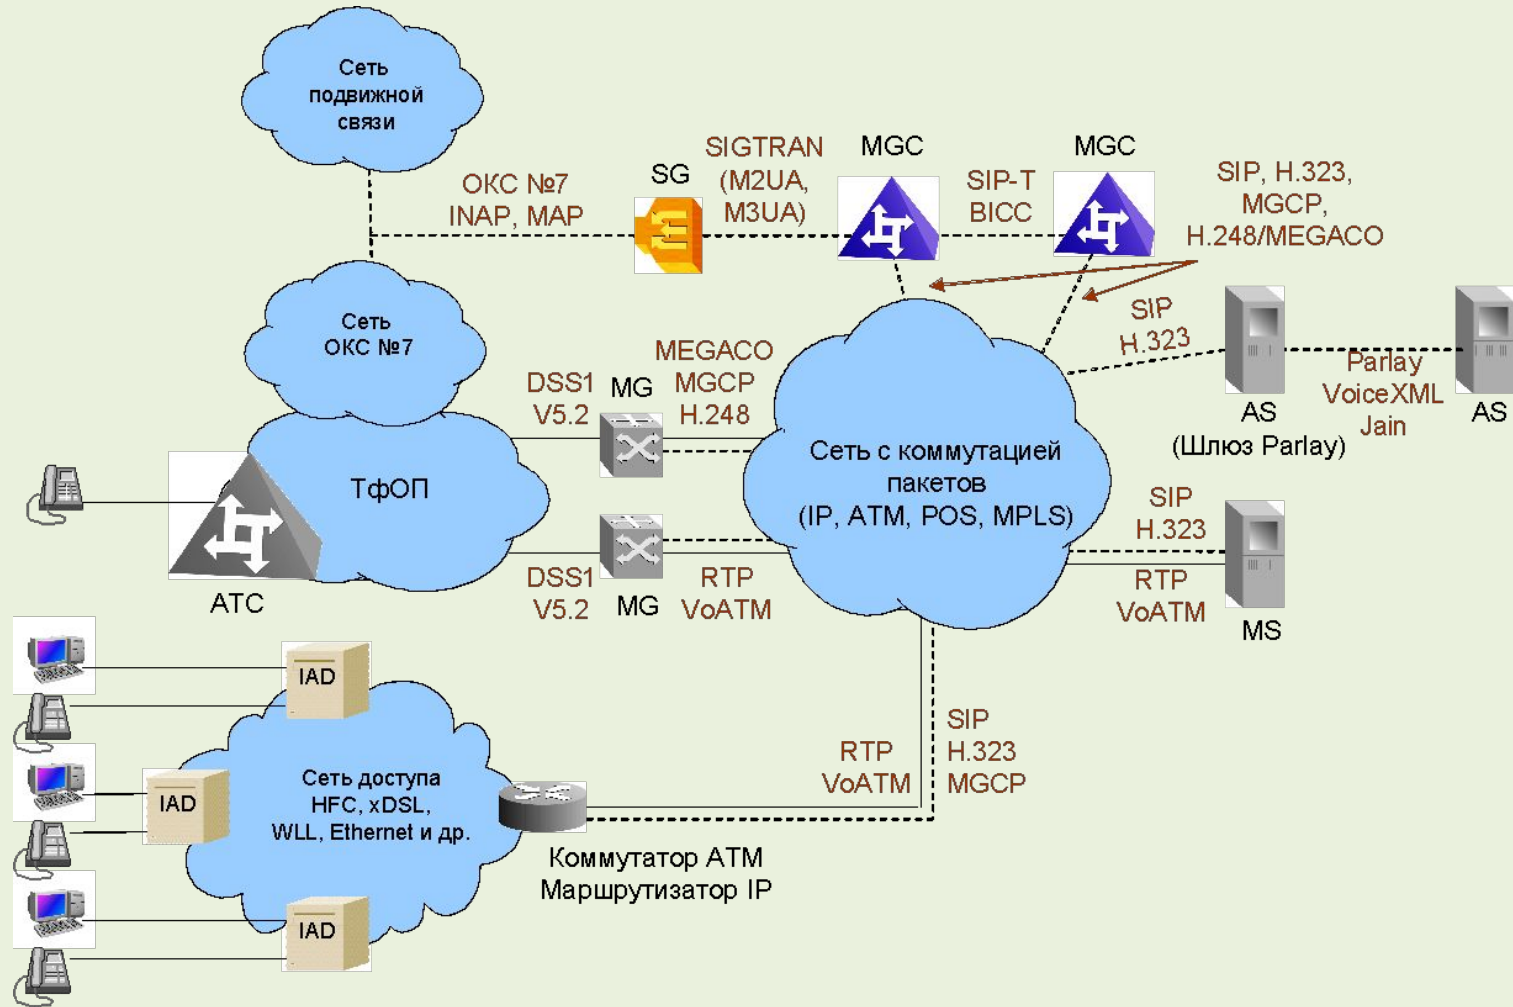 Сеть
подвижной
связи
ОКС №7
INAP, MAP
SG
SIGTRAN
(M2UA,
M3UA)
MGC
SIP-T
BICC
MGC
SIP, H.323,
MGCP,
H.248/MEGACO
Сеть
ОКС №7
DSS1
V5.2
MG
MEGACO
MGCP
H.248
SIP
H.323
AS
(Шлюз Parlay)
Parlay
VoiceXML
Jain
AS
ТфОП
АТС
Сеть с коммутацией
пакетов
(IP, ATM, POS, MPLS)
DSS1
V5.2
MG
RTP
VoATM
SIP
H.323
RTP
VoATM
MS
IAD
IAD
IAD
Сеть доступа
HFC, xDSL,
WLL, Ethernet и др.
RTP
VoATM
SIP
H.323
MGCP
Коммутатор АТМ
Маршрутизатор IP